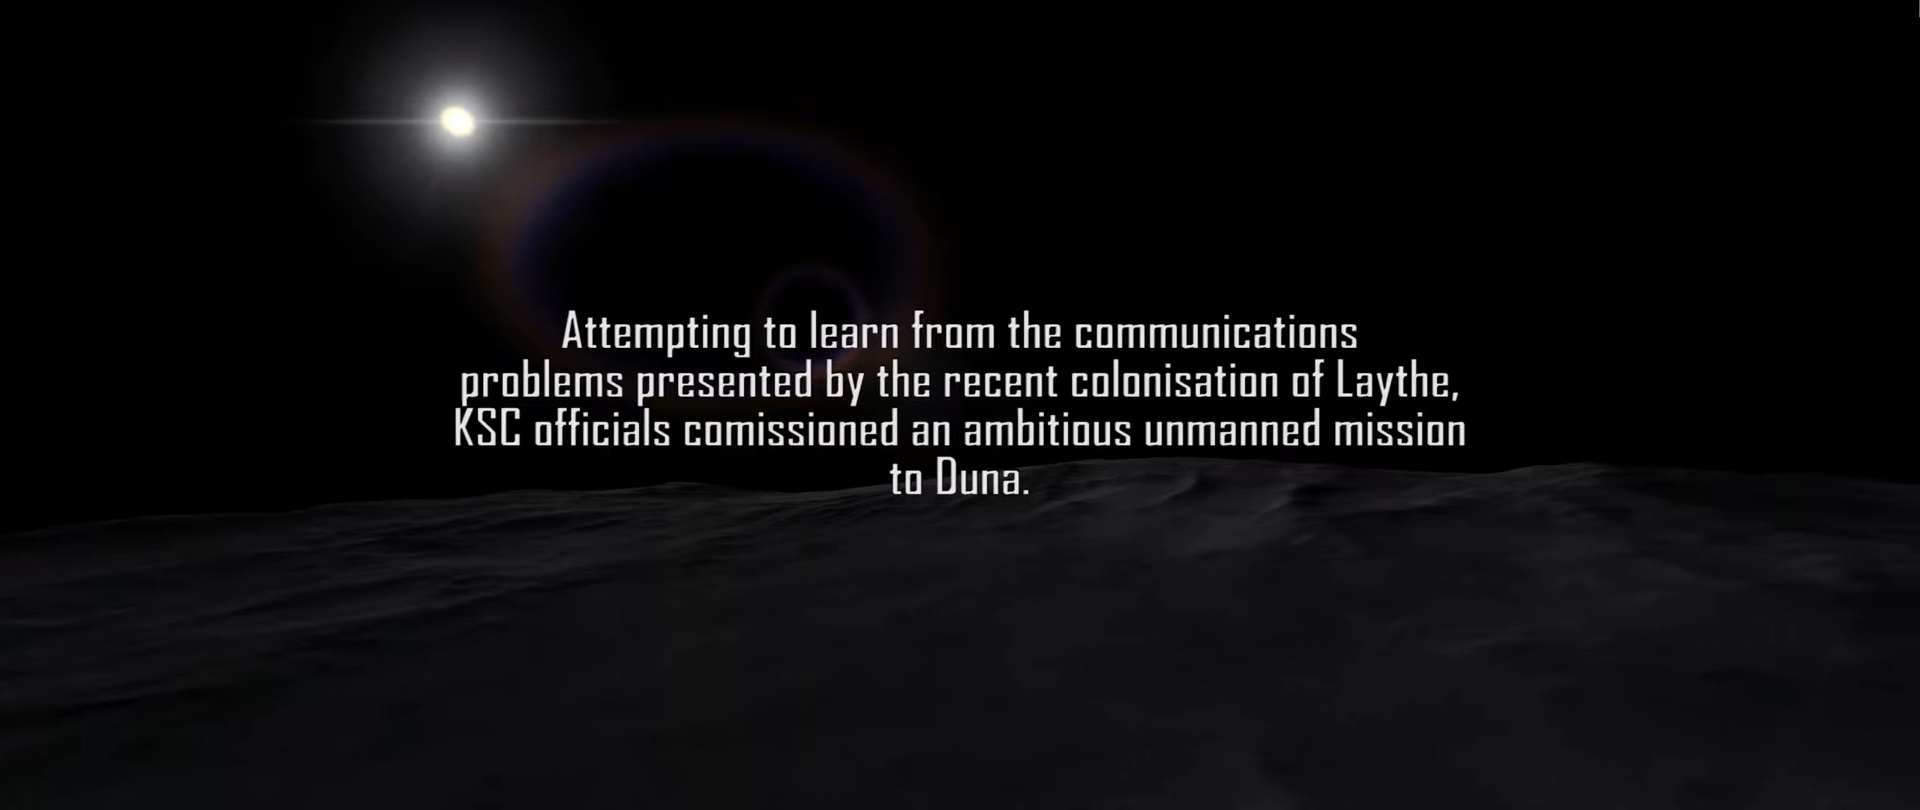 Attempting to learn from the communications
problems presented by the recent colonisation of Laythe,
KSC officials comissioned an ambitious unmanned mission
to Duna.